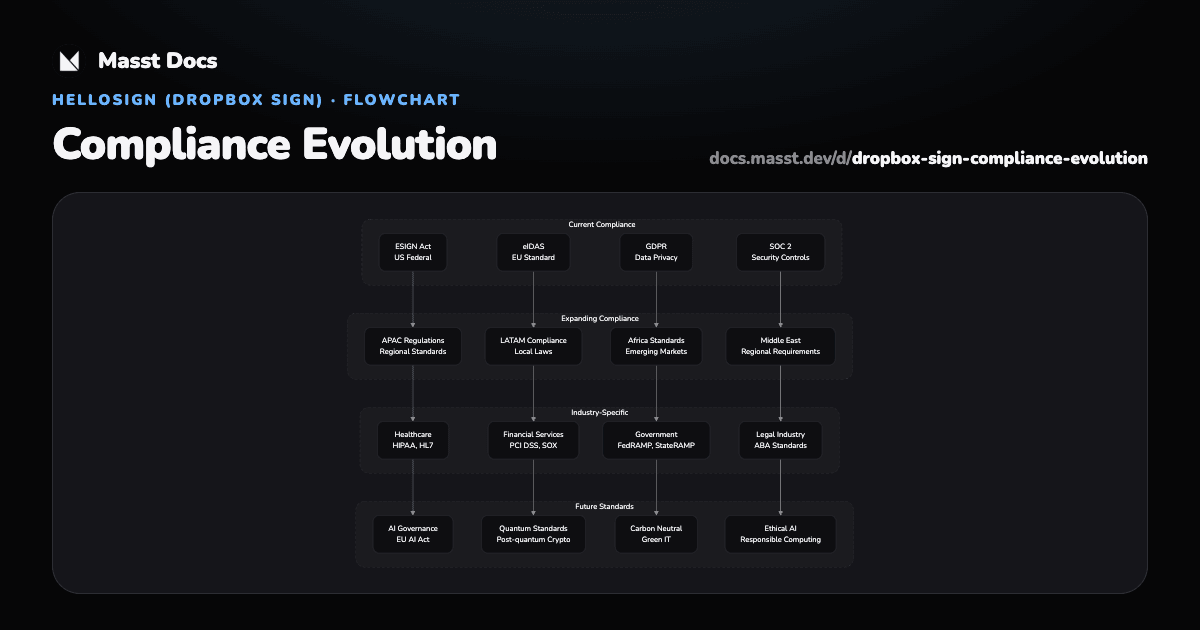 Masst Docs
HELLOSIGN (DROPBOX SIGN) · FLOWCHART
Compliance Evolution
docs.masst.dev/d/dropbox-sign-compliance-evolution
Current Compliance
ESIGN Act
US Federal
eIDAS
EU Standard
GDPR
Data Privacy
SOC 2
Security Controls
Expanding Compliance
APAC Regulations
Regional Standards
LATAM Compliance
Local Laws
Africa Standards
Emerging Markets
Middle East
Regional Requirements
Industry-Specific
Healthcare
HIPAA, HL7
Financial Services
PCI DSS, SOX
Government
FedRAMP, StateRAMP
Legal Industry
ABA Standards
Future Standards
AI Governance
EU AI Act
Quantum Standards
Post-quantum Crypto
Carbon Neutral
Green IT
Ethical AI
Responsible Computing